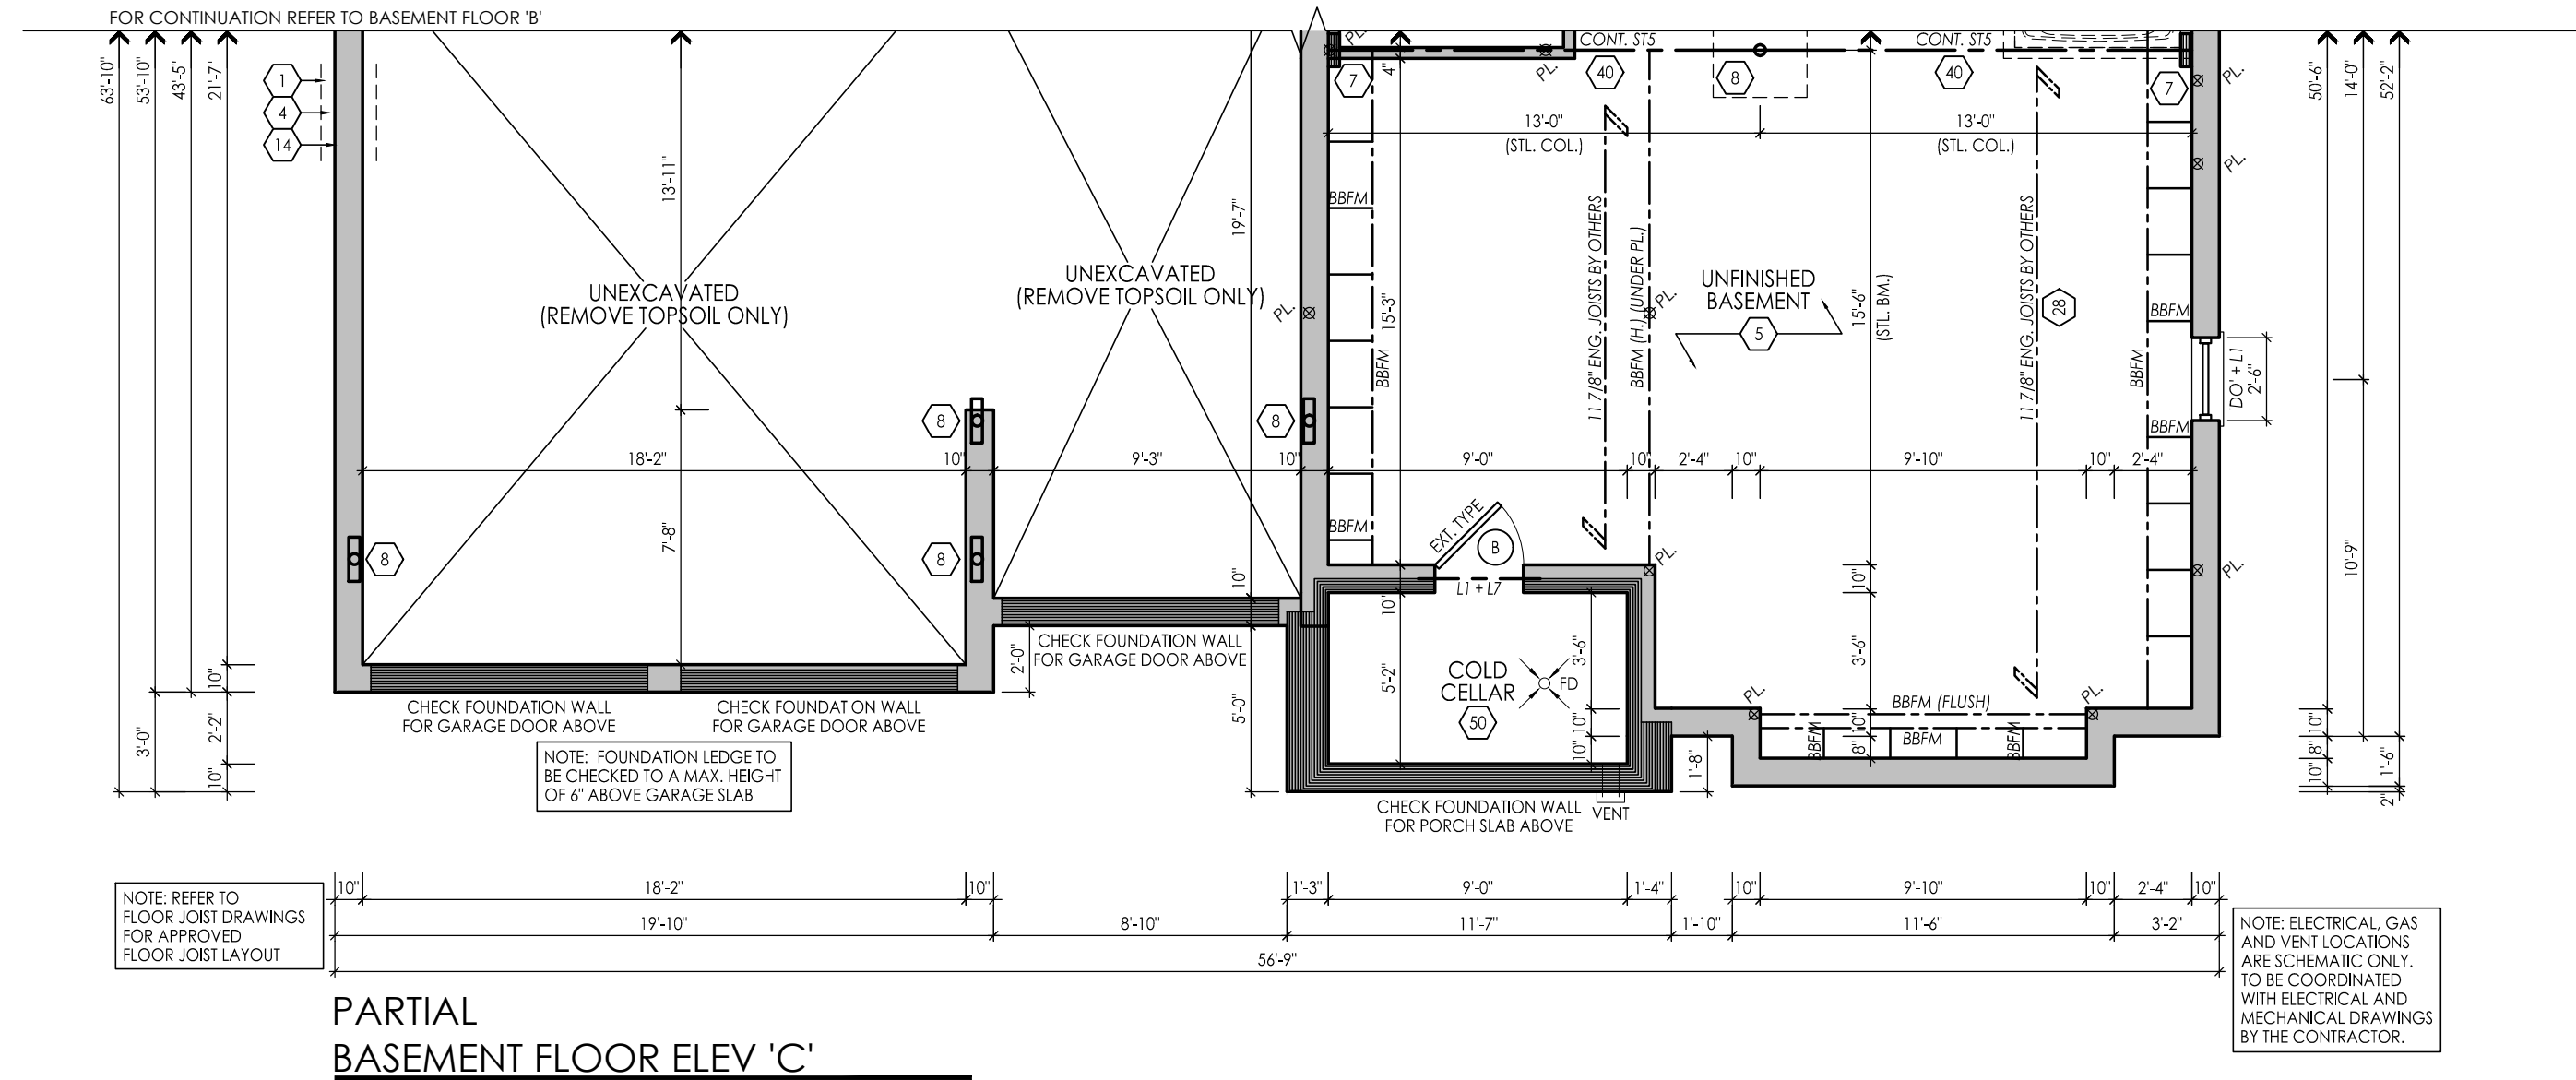 FOR CONTINUATION REFER TO BASEMENT FLOOR 'B'
63'-10"
53'-10"
43'-5"
21'-7"
1
4
14
13'-11"
19'-7"
PL.
4"
7
PL.
CONT. ST5
40
8
CONT. ST5
40
7
PL.
50'-6"
14'-0"
52'-2"
13'-0"
(STL. COL.)
13'-0"
(STL. COL.)
PL.
BBFM
UNEXCAVATED
(REMOVE TOPSOIL ONLY)
UNEXCAVATED
(REMOVE TOPSOIL ONLY)
PL.
15'-3"
BBFM
11 7/8" ENG. JOISTS BY OTHERS
BBFM (H.) (UNDER PL.)
PL.
UNFINISHED
BASEMENT
5
15'-6"
(STL. BM.)
11 7/8" ENG. JOISTS BY OTHERS
28
BBFM
BBFM
BBFM
'DO' + L1
2'-6"
8
8
18'-2"
10"
9'-3"
10"
9'-0"
10"
2'-4"
10"
9'-10"
10"
2'-4"
7'-8"
8
8
BBFM
EXT. TYPE
B
L1 + L7
PL.
PL.
10'-9"
10"
10"
10"
CHECK FOUNDATION WALL
FOR GARAGE DOOR ABOVE
2'-0"
5'-0"
5'-2"
COLD
CELLAR
50
FD
3'-6"
10"
10"
3'-6"
10"
8"
PL.
BBFM (FLUSH)
PL.
BBFM
BBFM
BBFM
1'-8"
3'-0"
10"
2'-2"
10"
10"
8"
10"
1'-6"
2"
CHECK FOUNDATION WALL
FOR GARAGE DOOR ABOVE
CHECK FOUNDATION WALL
FOR GARAGE DOOR ABOVE
NOTE: FOUNDATION LEDGE TO
BE CHECKED TO A MAX. HEIGHT
OF 6" ABOVE GARAGE SLAB
CHECK FOUNDATION WALL
FOR PORCH SLAB ABOVE
VENT
NOTE: REFER TO
FLOOR JOIST DRAWINGS
FOR APPROVED
FLOOR JOIST LAYOUT
10"
18'-2"
10"
1'-3"
9'-0"
1'-4"
10"
9'-10"
10"
2'-4"
10"
19'-10"
8'-10"
11'-7"
1'-10"
11'-6"
3'-2"
56'-9"
NOTE: ELECTRICAL, GAS
AND VENT LOCATIONS
ARE SCHEMATIC ONLY.
TO BE COORDINATED
WITH ELECTRICAL AND
MECHANICAL DRAWINGS
BY THE CONTRACTOR.
PARTIAL
BASEMENT FLOOR ELEV 'C'